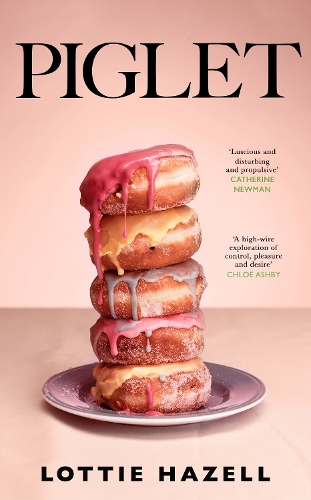 PIGLET
‘Luscious and
disturbing
and propulsive’
CATHERINE
NEWMAN
‘A high-wire
exploration of
control, pleasure
and desire’
CHLOË ASHBY
LOTTIE HAZELL